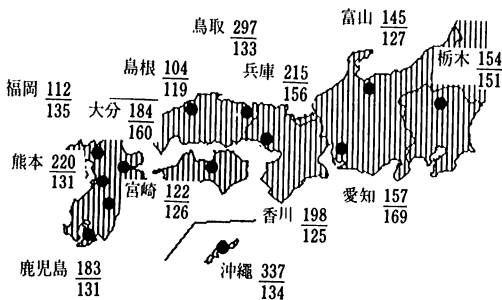 鳥取 297
133
富山 145
127
島根 104
119
兵庫 215
156
栃木 154
151
福岡 112
135
大分 184
160
熊本 220
131
宮崎 122
126
愛知 157
169
香川 198
125
鹿児島 183
131
沖縄 337
134